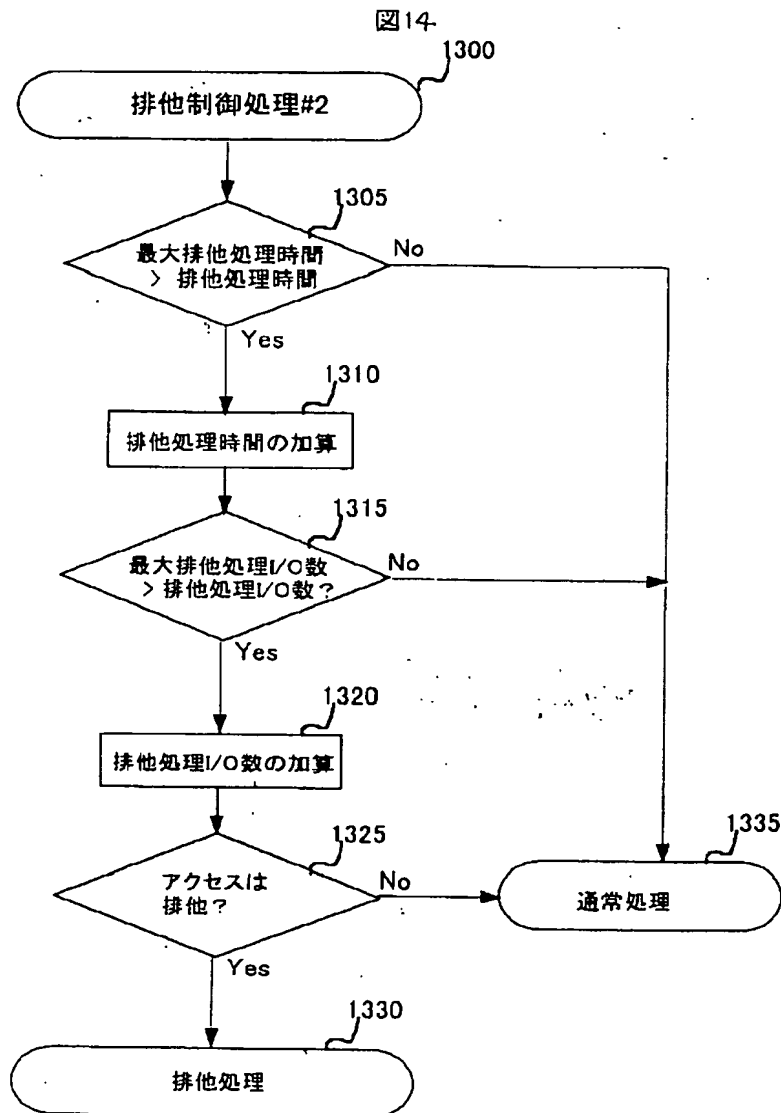 図14
1300
排他制御処理#2
1305
最大排他処理時間
> 排他処理時間
No
Yes
1310
排他処理時間の加算
1315
最大排他処理I/O数
> 排他処理I/O数?
No
Yes
1320
排他処理I/O数の加算
1325
アクセスは
排他?
No
Yes
1335
通常処理
1330
排他処理